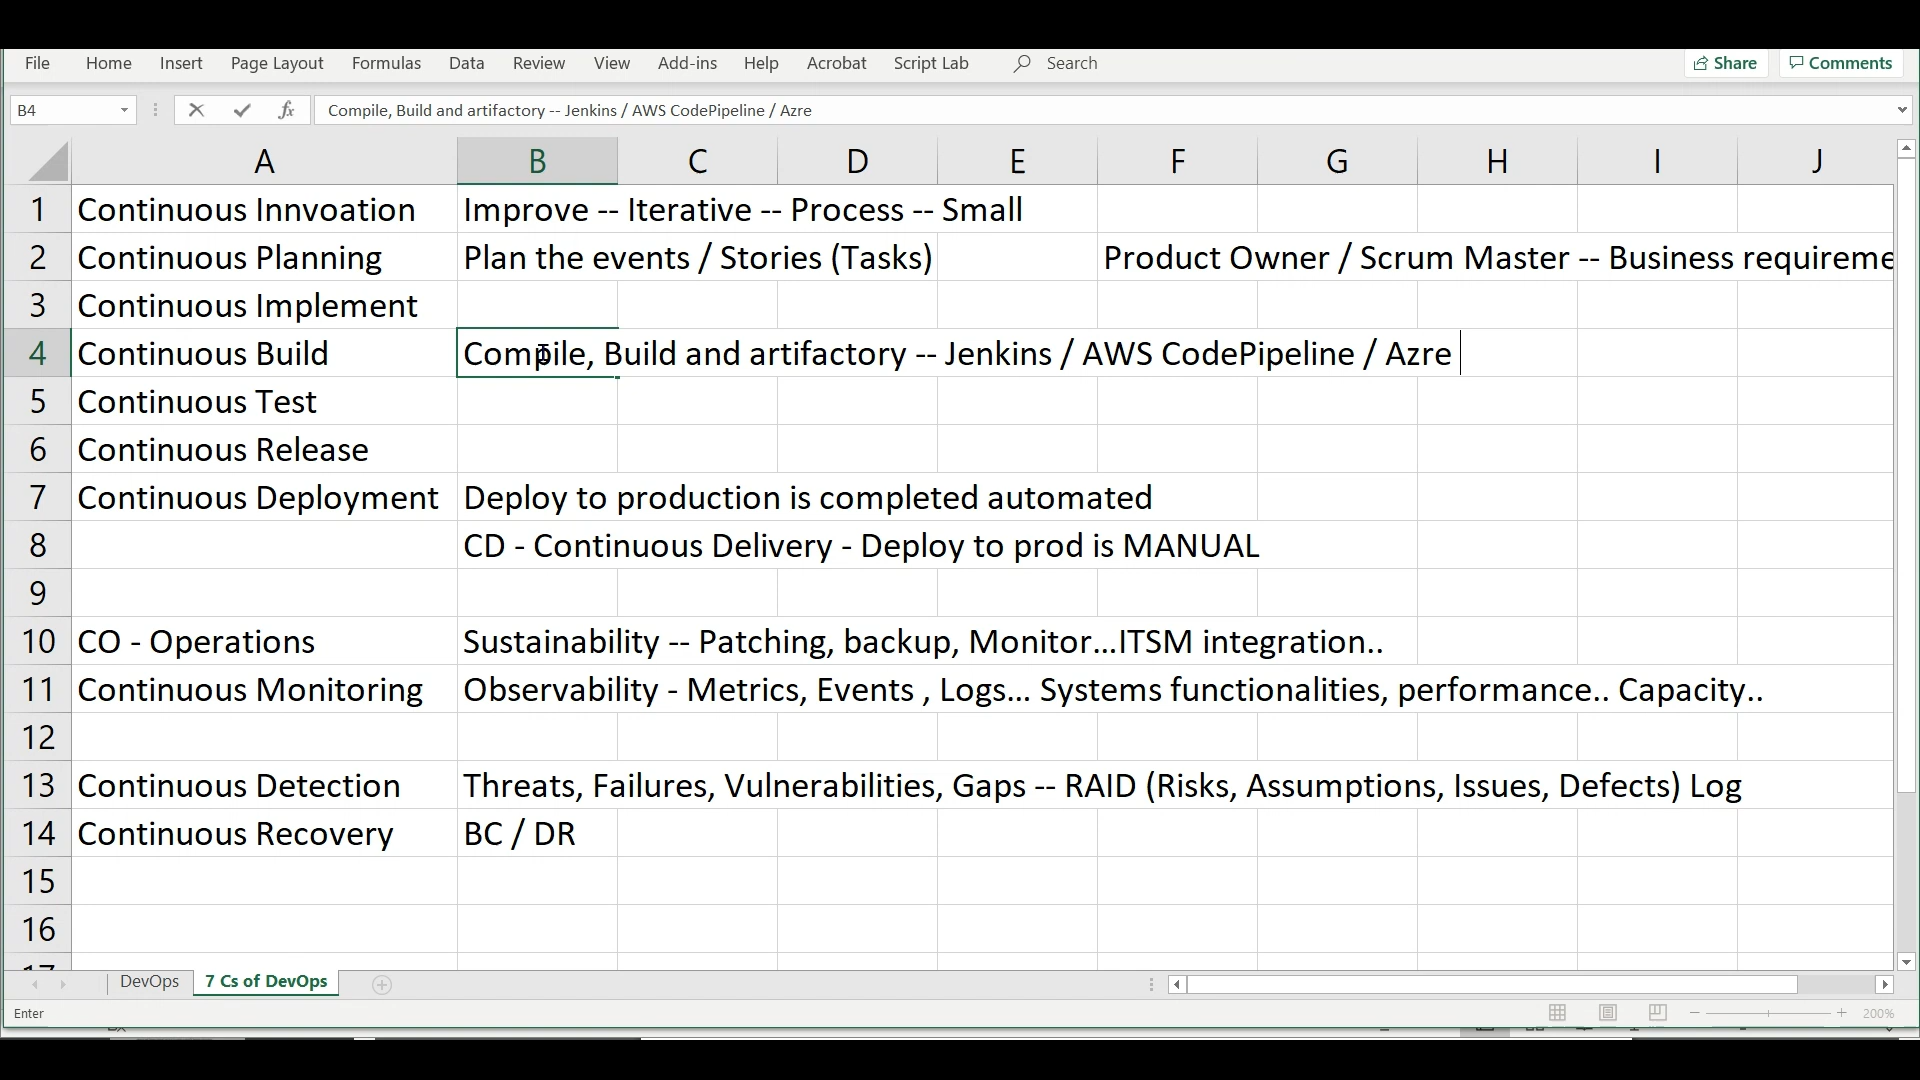 File Home Insert Page Layout Formulas Data Review View Add-ins Help Acrobat Script Lab Search Share Comments
B4 fx Compile, Build and artifactory -- Jenkins / AWS CodePipeline / Azre
A B C D E F G H I J
1 Continuous Innvoation Improve -- Iterative -- Process -- Small
2 Continuous Planning Plan the events / Stories (Tasks) Product Owner / Scrum Master -- Business requireme
3 Continuous Implement
4 Continuous Build Compile, Build and artifactory -- Jenkins / AWS CodePipeline / Azre
5 Continuous Test
6 Continuous Release
7 Continuous Deployment Deploy to production is completed automated
8 CD - Continuous Delivery - Deploy to prod is MANUAL
9
10 CO - Operations Sustainability -- Patching, backup, Monitor...ITSM integration..
11 Continuous Monitoring Observability - Metrics, Events , Logs... Systems functionalities, performance.. Capacity..
12
13 Continuous Detection Threats, Failures, Vulnerabilities, Gaps -- RAID (Risks, Assumptions, Issues, Defects) Log
14 Continuous Recovery BC / DR
15
16
17
DevOps 7 Cs of DevOps
Enter 200%